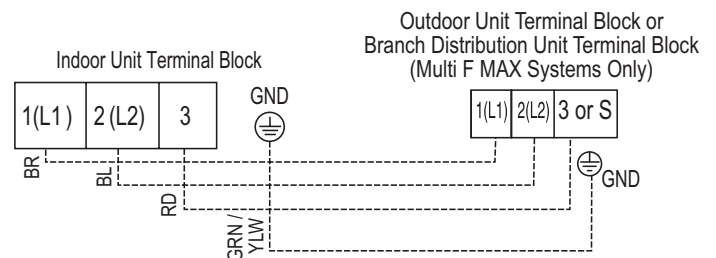 Outdoor Unit Terminal Block or
Branch Distribution Unit Terminal Block
(Multi F MAX Systems Only)
Indoor Unit Terminal Block
1(L1)
2 (L2)
3
GND
1(L1)
2(L2)
3 or S
GND
BR
BL
RD
GRN /
YLW